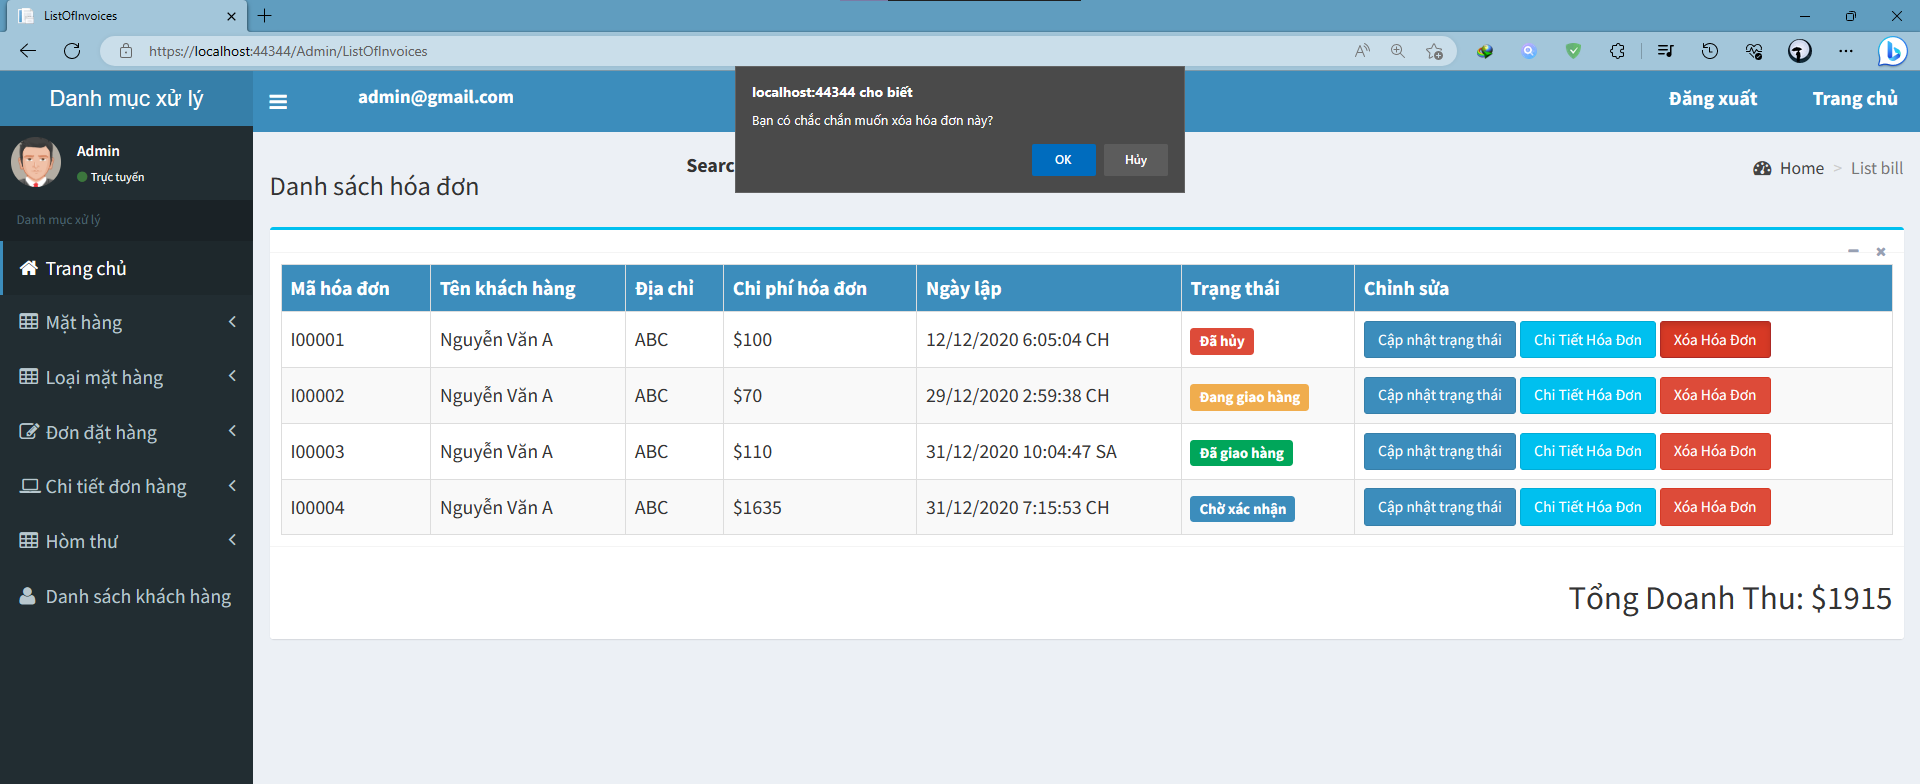 ListOfInvoices
https://localhost:44344/Admin/ListOfInvoices
Danh mục xử lý
admin@gmail.com
localhost:44344 cho biết
Bạn có chắc chắn muốn xóa hóa đơn này?
OK Hủy
Đăng xuất Trang chủ
Admin
Trực tuyến
Danh mục xử lý
Trang chủ
Mặt hàng
Loại mặt hàng
Đơn đặt hàng
Chi tiết đơn hàng
Hòm thư
Danh sách khách hàng
Danh sách hóa đơn
Searc
Home > List bill
Mã hóa đơn Tên khách hàng Địa chỉ Chi phí hóa đơn Ngày lập Trạng thái Chỉnh sửa
I00001 Nguyễn Văn A ABC $100 12/12/2020 6:05:04 CH Đã hủy Cập nhật trạng thái Chi Tiết Hóa Đơn Xóa Hóa Đơn
I00002 Nguyễn Văn A ABC $70 29/12/2020 2:59:38 CH Đang giao hàng Cập nhật trạng thái Chi Tiết Hóa Đơn Xóa Hóa Đơn
I00003 Nguyễn Văn A ABC $110 31/12/2020 10:04:47 SA Đã giao hàng Cập nhật trạng thái Chi Tiết Hóa Đơn Xóa Hóa Đơn
I00004 Nguyễn Văn A ABC $1635 31/12/2020 7:15:53 CH Chờ xác nhận Cập nhật trạng thái Chi Tiết Hóa Đơn Xóa Hóa Đơn
Tổng Doanh Thu: $1915